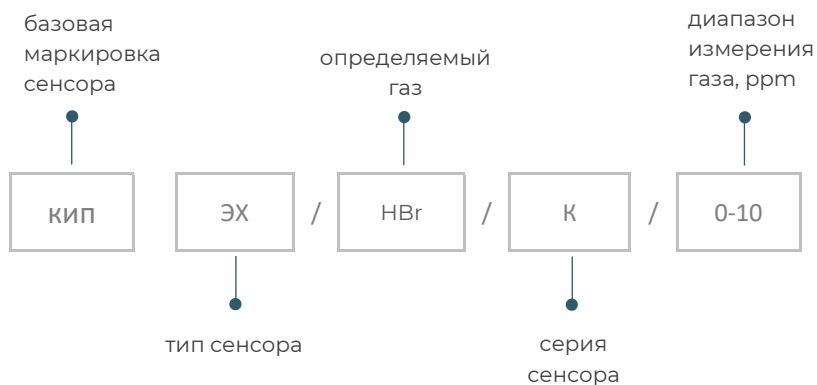 базовая
маркировка
сенсора
определяемый
газ
диапазон
измерения
газа, ppm
кип ЭХ / HBr / К / 0-10
тип сенсора
серия
сенсора